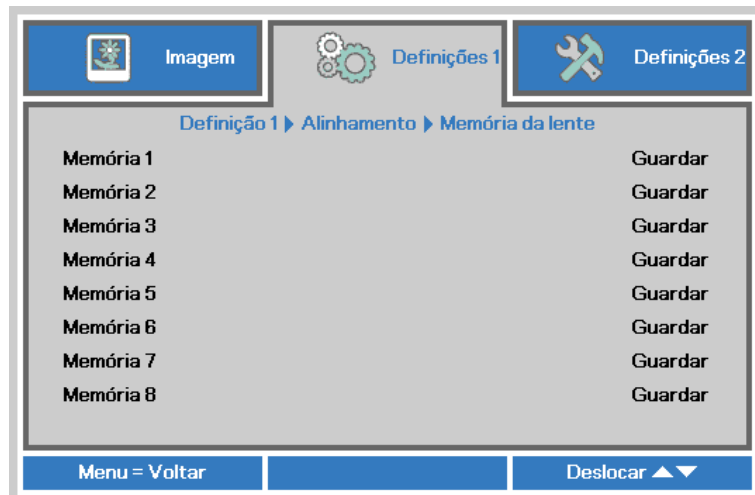 Imagem Definições 1 Definições 2
Definição 1 ▶ Alinhamento ▶ Memória da lente
Memória 1 Guardar
Memória 2 Guardar
Memória 3 Guardar
Memória 4 Guardar
Memória 5 Guardar
Memória 6 Guardar
Memória 7 Guardar
Memória 8 Guardar
Menu = Voltar Deslocar ▲▼